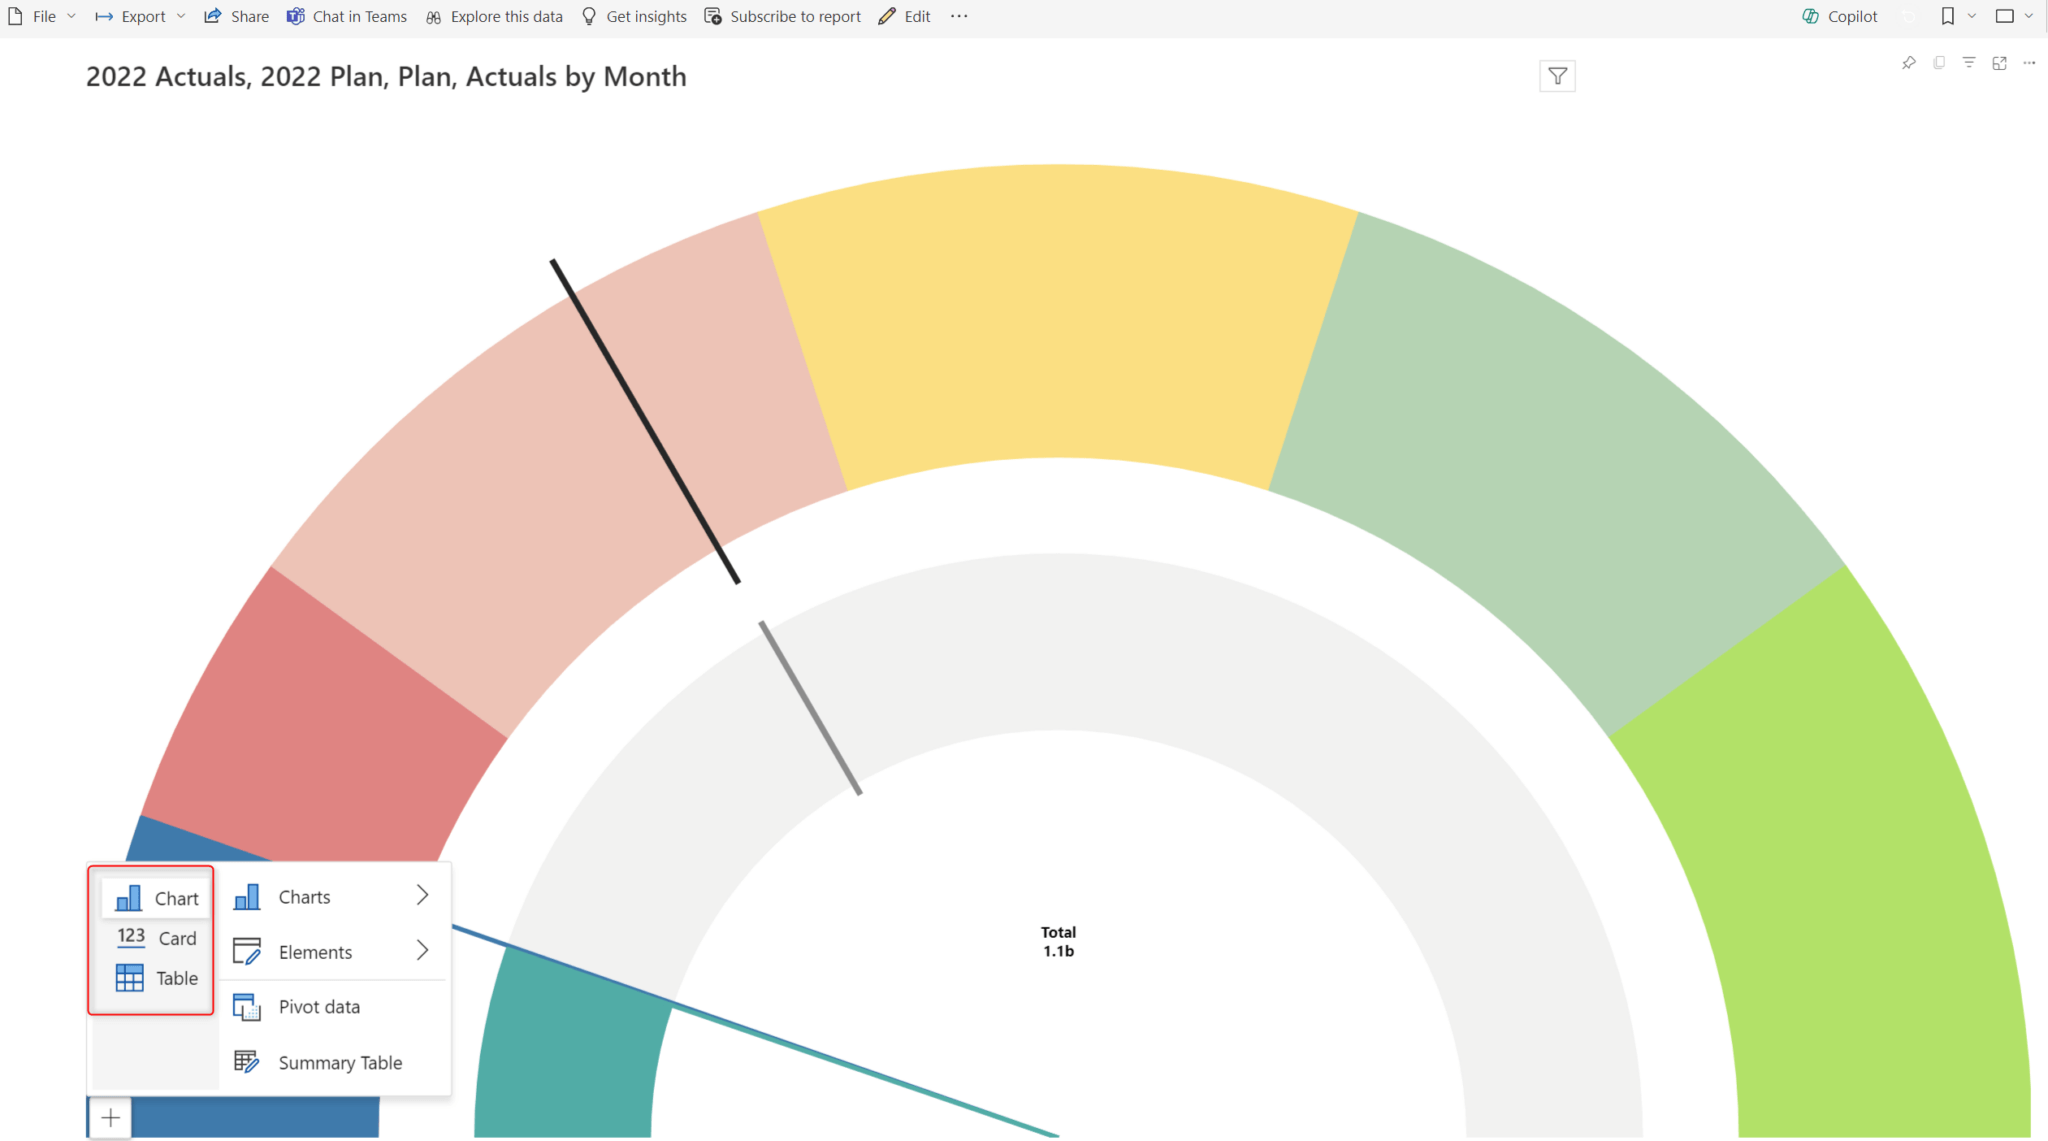 File Export Share Chat in Teams Explore this data Get insights Subscribe to report Edit ... Copilot
2022 Actuals, 2022 Plan, Plan, Actuals by Month
Total
1.1b
Chart
Card
Table
Charts
Elements
Pivot data
Summary Table
123